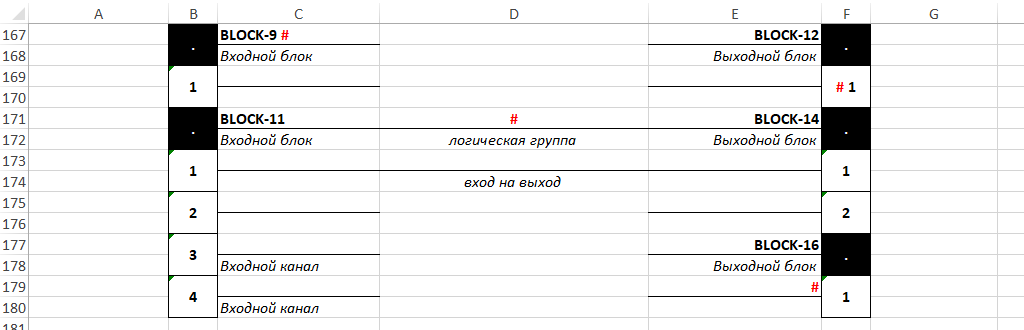 A B C D E F G
167 BLOCK-9 # BLOCK-12
. .
168 Входной блок Выходной блок
169
1 # 1
170
171 BLOCK-11 # BLOCK-14
. .
172 Входной блок логическая группа Выходной блок
173
1 1
174 вход на выход
175
2 2
176
177 BLOCK-16
3 .
178 Входной канал Выходной блок
179 #
4 1
180 Входной канал
181